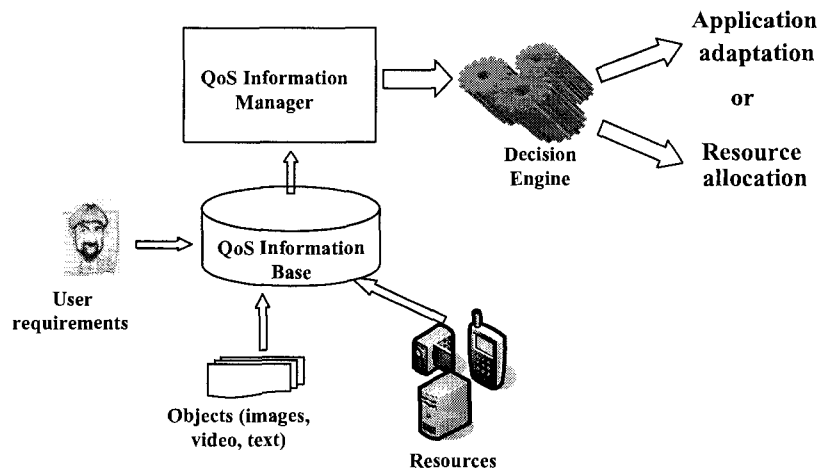 Application
adaptation
or
Resource
allocation
QoS Information
Manager
Decision
Engine
QoS Information
Base
User
requirements
Objects (images,
video, text)
Resources